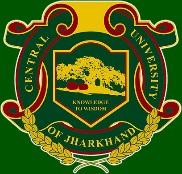 CENTRAL UNIVERSITY
OF JHARKHAND
KNOWLEDGE
TO WISDOM